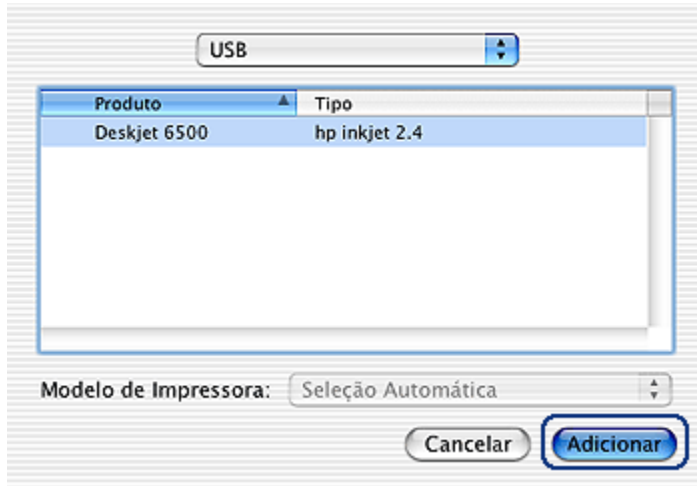 USB
Produto Tipo
Deskjet 6500 hp inkjet 2.4
Modelo de Impressora: Seleção Automática
Cancelar Adicionar